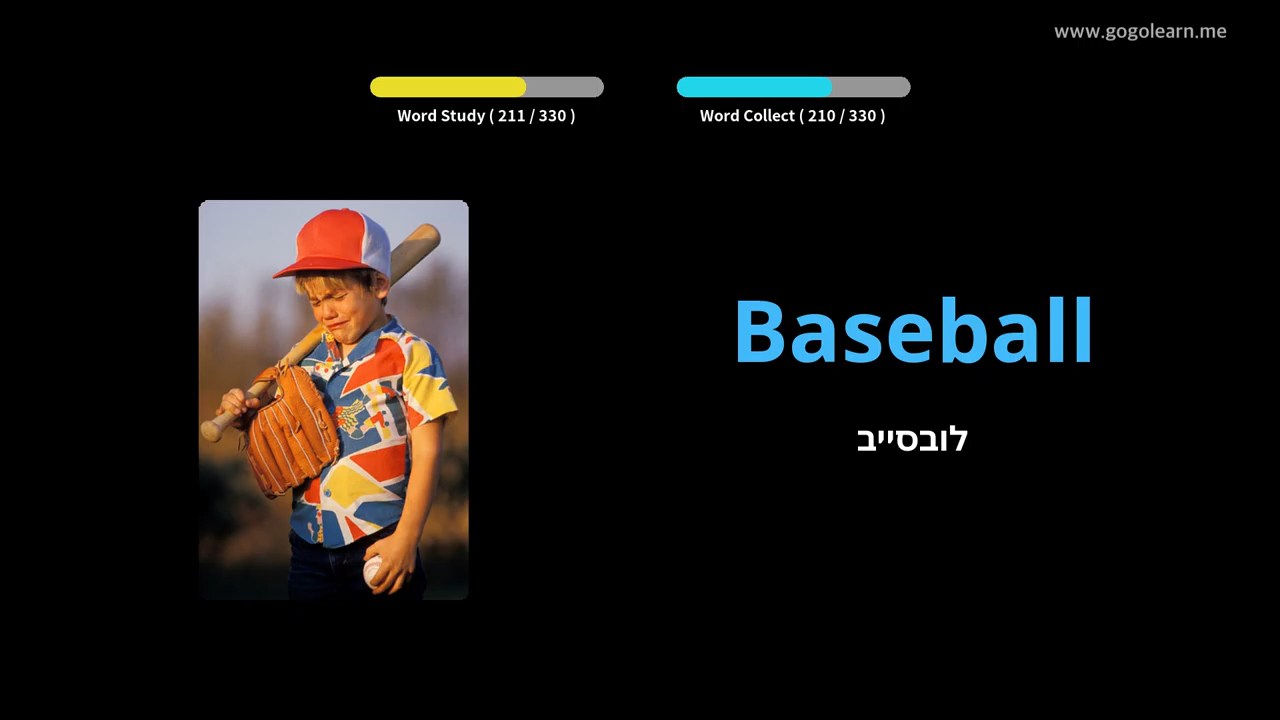 www.gogolearn.me
Word Study ( 211 / 330 )
Word Collect ( 210 / 330 )
Baseball
לובסייב